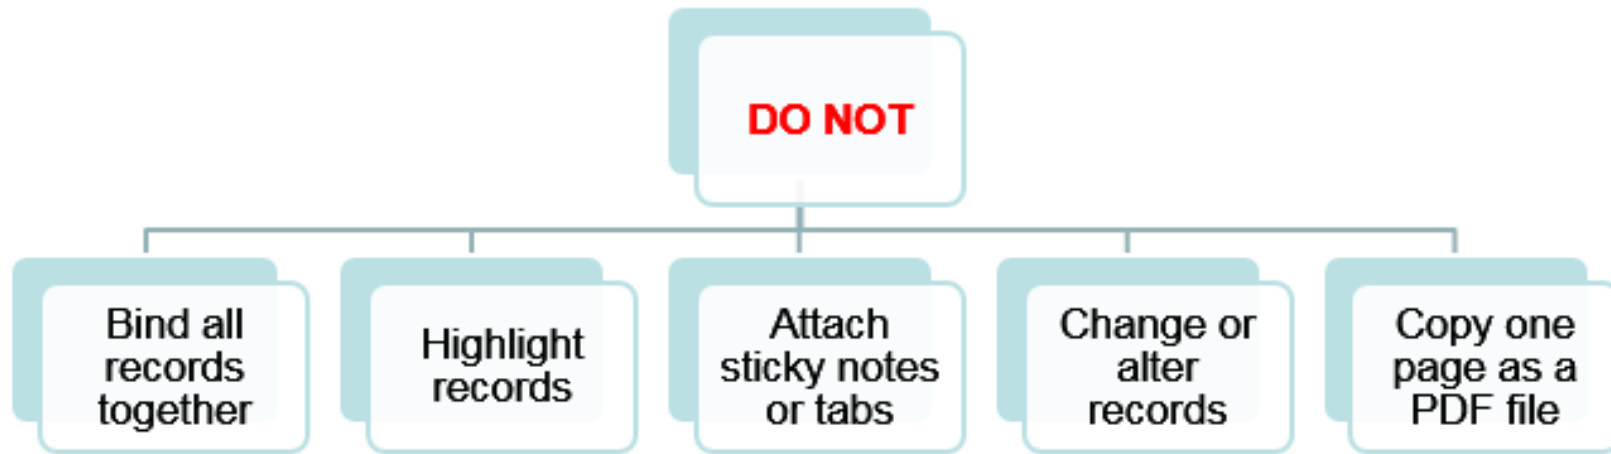 DO NOT
Bind all
records
together
Highlight
records
Attach
sticky notes
or tabs
Change or
alter
records
Copy one
page as a
PDF file